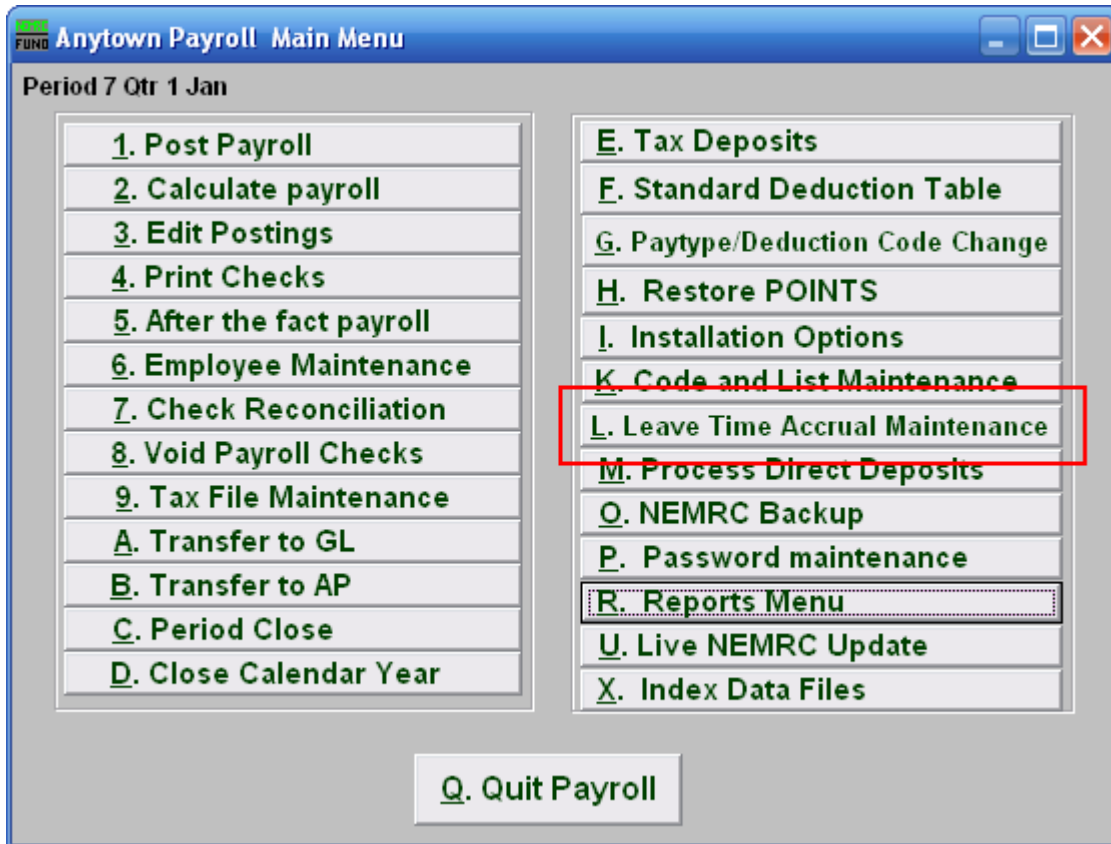 NEMRC
FUND
Anytown Payroll Main Menu
Period 7 Qtr 1 Jan
1. Post Payroll
2. Calculate payroll
3. Edit Postings
4. Print Checks
5. After the fact payroll
6. Employee Maintenance
7. Check Reconciliation
8. Void Payroll Checks
9. Tax File Maintenance
A. Transfer to GL
B. Transfer to AP
C. Period Close
D. Close Calendar Year
E. Tax Deposits
F. Standard Deduction Table
G. Paytype/Deduction Code Change
H. Restore POINTS
I. Installation Options
K. Code and List Maintenance
L. Leave Time Accrual Maintenance
M. Process Direct Deposits
O. NEMRC Backup
P. Password maintenance
R. Reports Menu
U. Live NEMRC Update
X. Index Data Files
Q. Quit Payroll